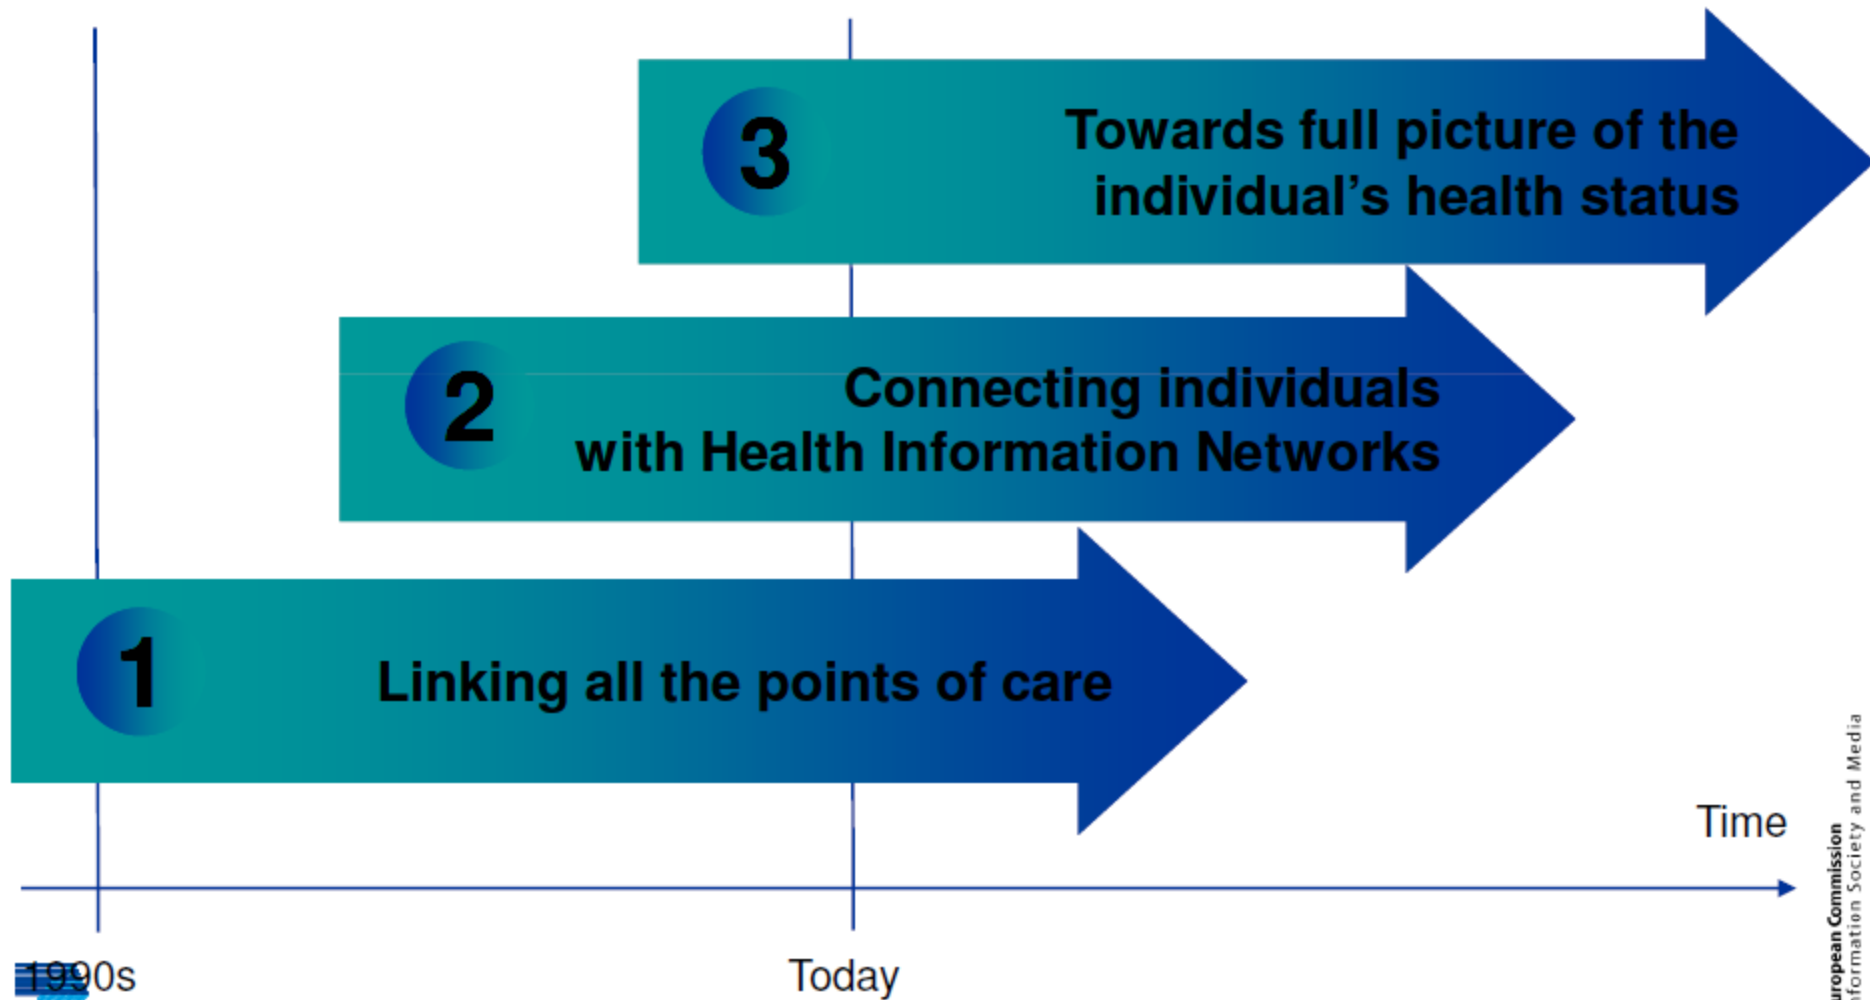 3
Towards full picture of the
individual’s health status
2
Connecting individuals
with Health Information Networks
1
Linking all the points of care
Time
1990s
Today
uropean Commission
nformation Society and Media